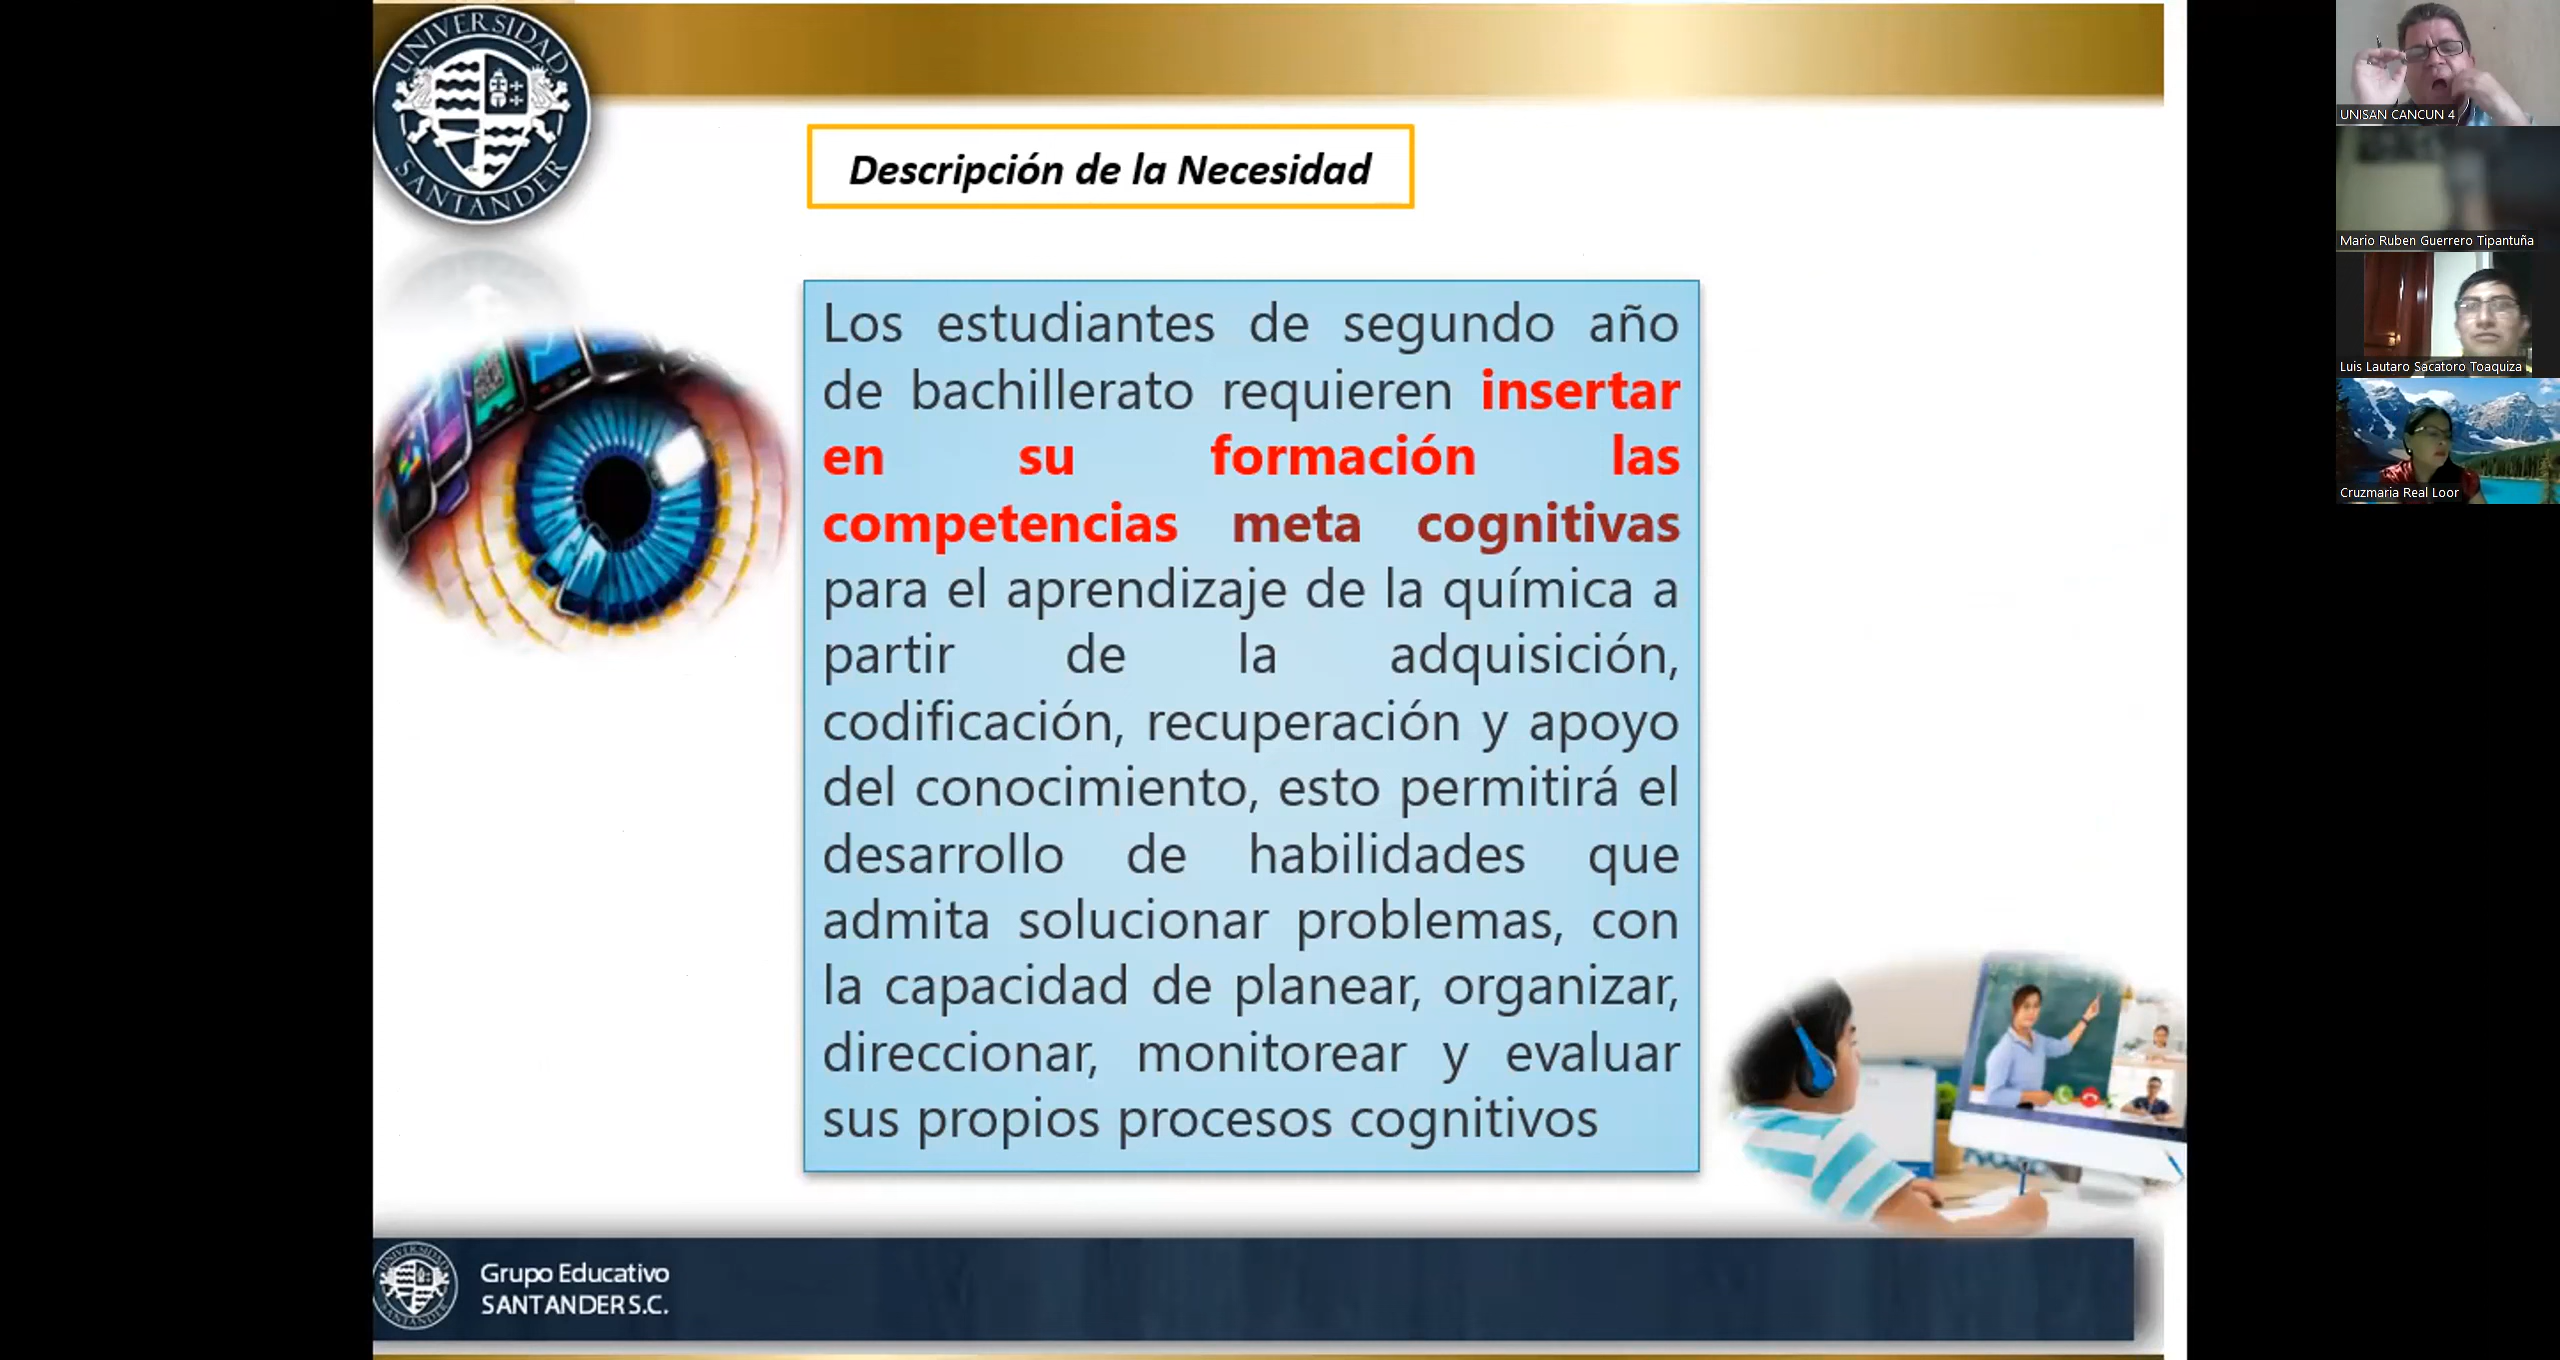 UNIVERSIDAD
SANTANDER
Descripción de la Necesidad
Los estudiantes de segundo año
de bachillerato requieren insertar
en su formación las
competencias meta cognitivas
para el aprendizaje de la química a
partir de la adquisición,
codificación, recuperación y apoyo
del conocimiento, esto permitirá el
desarrollo de habilidades que
admita solucionar problemas, con
la capacidad de planear, organizar,
direccionar, monitorear y evaluar
sus propios procesos cognitivos
Grupo Educativo
SANTANDER S.C.
UNISAN CANCUN 4
Mario Ruben Guerrero Tipantuña
Luis Lautaro Sacatoro Toaquiza
Cruzmaria Real Loor